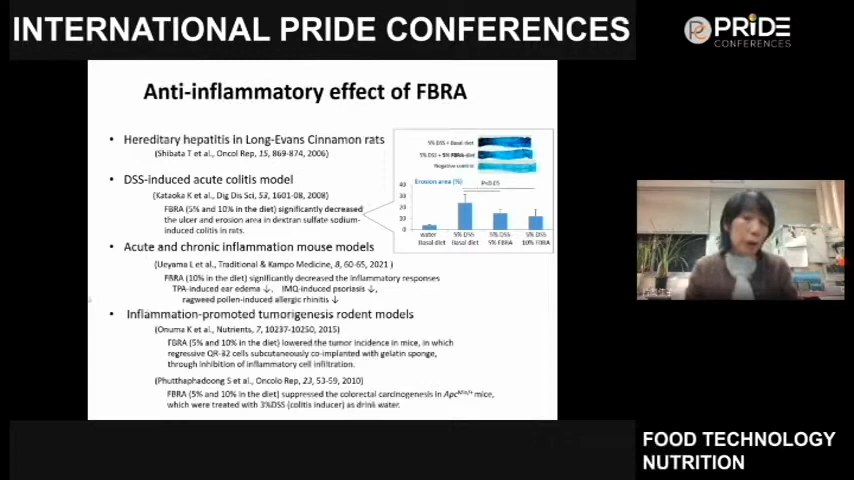 INTERNATIONAL PRIDE CONFERENCES
PC PRIDE
CONFERENCES
Anti-inflammatory effect of FBRA
• Hereditary hepatitis in Long-Evans Cinnamon rats
(Shibata T et al., Oncol Rep, 15, 869-874, 2006)
• DSS-induced acute colitis model
(Kataoka K et al., Dig Dis Sci, 53, 1601-08, 2008)
FBRA (5% and 10% in the diet) significantly decreased
the ulcer and erosion area in dextran sulfate sodium-
induced colitis in rats.
5% DSS + Basal diet
5% DSS + 5% FBRA-diet
Negative control
Erosion area (%)
P<0.05
40
30
20
10
0
water 5% DSS 5% DSS 5% DSS
Basal diet Basal diet 5% FBRA 10% FBRA
• Acute and chronic inflammation mouse models
(Ueyama L et al., Traditional & Kampo Medicine, 8, 60-65, 2021 )
FBRA (10% in the diet) significantly decreased the inflammatory responses
TPA-induced ear edema ↓, IMQ-induced psoriasis ↓,
ragweed pollen-induced allergic rhinitis ↓
• Inflammation-promoted tumorigenesis rodent models
(Onuma K et al., Nutrients, 7, 10237-10250, 2015)
FBRA (5% and 10% in the diet) lowered the tumor incidence in mice, in which
regressive QR-32 cells subcutaneously co-implanted with gelatin sponge,
through inhibition of inflammatory cell infiltration.
(Phutthaphadoong S et al., Oncolo Rep, 23, 53-59, 2010)
FBRA (5% and 10% in the diet) suppressed the colorectal carcinogenesis in Apc Min/+ mice,
which were treated with 3%DSS (colitis inducer) as drink water.
FOOD TECHNOLOGY
NUTRITION